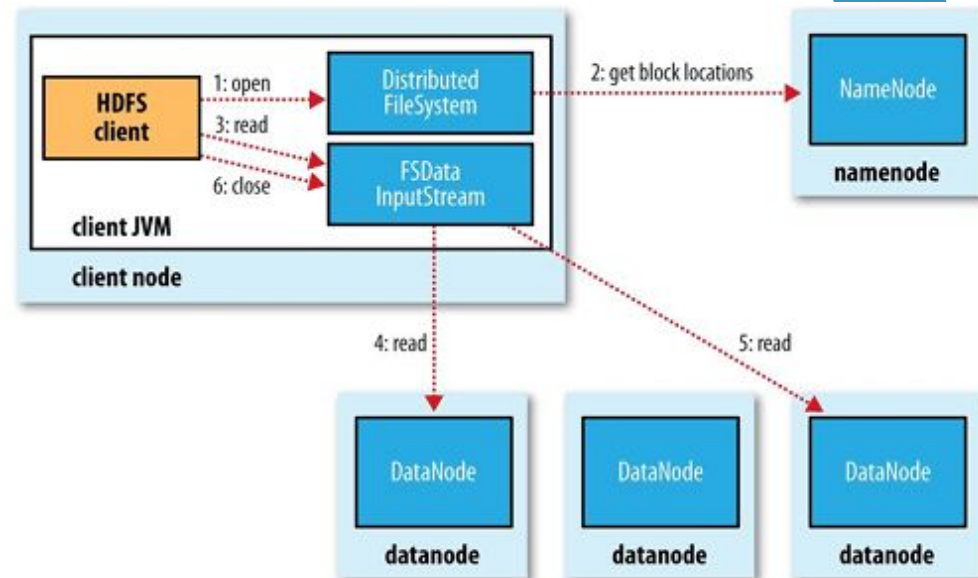 1: open
Distributed
FileSystem
2: get block locations
NameNode
HDFS
client
3: read
6: close
FSData
InputStream
namenode
client JVM
client node
4: read
5: read
DataNode
DataNode
DataNode
datanode
datanode
datanode